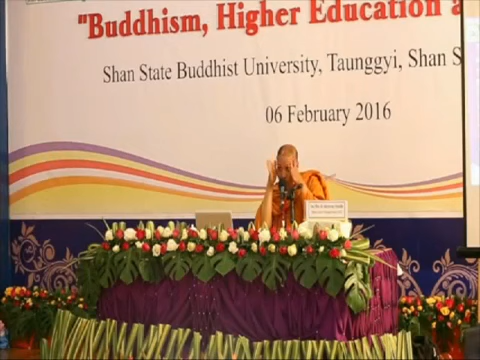 "Buddhism, Higher Education a
Shan State Buddhist University, Taunggyi, Shan S
06 February 2016